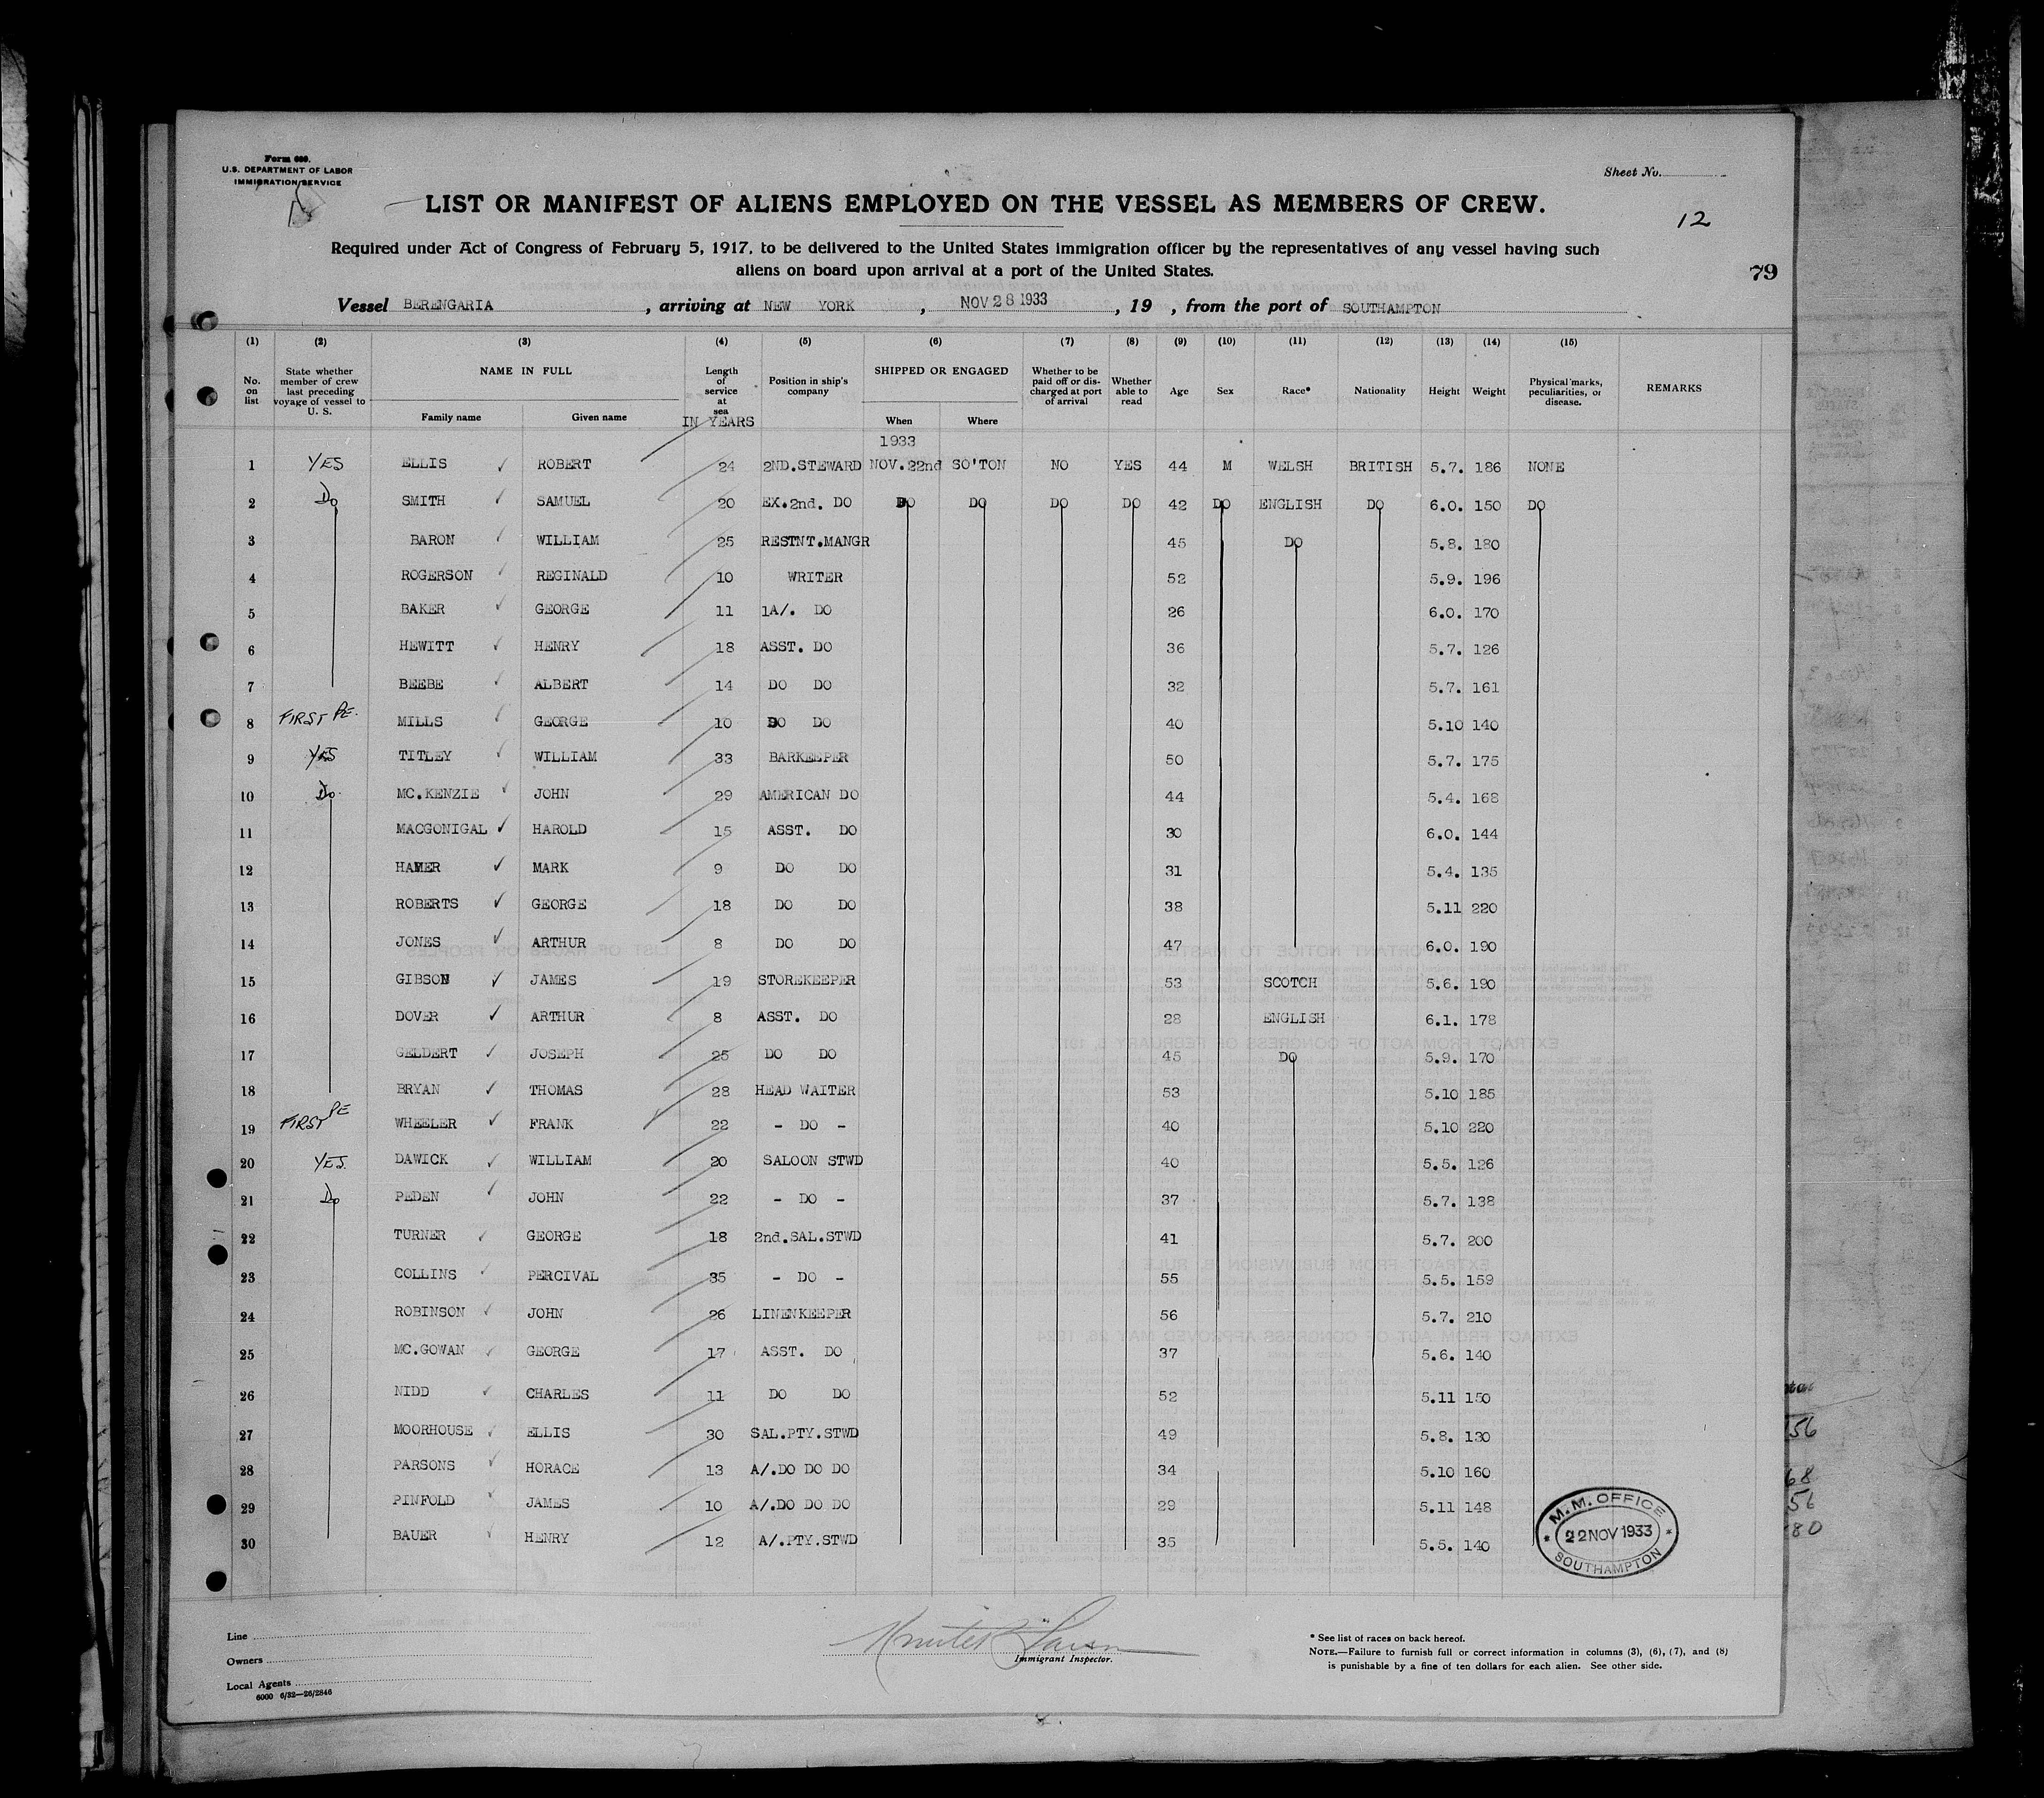 Form 680.
U.S. DEPARTMENT OF LABOR
IMMIGRATION SERVICE
Sheet No.
LIST OR MANIFEST OF ALIENS EMPLOYED ON THE VESSEL AS MEMBERS OF CREW.
12
Required under Act of Congress of February 5, 1917, to be delivered to the United States immigration officer by the representatives of any vessel having such
aliens on board upon arrival at a port of the United States.
79
Vessel BERENGARIA, arriving at NEW YORK, NOV 28 1933, 19 , from the port of SOUTHAMPTON
(1) (2) (3) (4) (5) (6) (7) (8) (9) (10) (11) (12) (13) (14) (15)
No. on list
State whether member of crew last preceding voyage of vessel to U. S.
NAME IN FULL
Family name Given name
Length of service at sea
IN YEARS
Position in ship's company
SHIPPED OR ENGAGED
When Where
Whether to be paid off or discharged at port of arrival
Whether able to read
Age
Sex
Race*
Nationality
Height
Weight
Physical marks, peculiarities, or disease.
REMARKS
1933
1 YES ELLIS ✓ ROBERT 24 2ND.STEWARD NOV.22nd SO'TON NO YES 44 M WELSH BRITISH 5.7. 186 NONE
2 Do SMITH ✓ SAMUEL 20 EX.2nd. DO DO DO DO DO 42 DO ENGLISH DO 6.0. 150 DO
3 BARON ✓ WILLIAM 25 RESTNT.MANGR 45 DO 5.8. 180
4 ROGERSON ✓ REGINALD 10 WRITER 52 5.9. 196
5 BAKER ✓ GEORGE 11 1A/. DO 26 6.0. 170
6 HEWITT ✓ HENRY 18 ASST. DO 36 5.7. 126
7 BEEBE ✓ ALBERT 14 DO DO 32 5.7. 161
8 FIRST PE. MILLS ✓ GEORGE 10 DO DO 40 5.10 140
9 YES TITLEY ✓ WILLIAM 33 BARKEEPER 50 5.7. 175
10 Do. MC.KENZIE ✓ JOHN 29 AMERICAN DO 44 5.4. 168
11 MACGONIGAL ✓ HAROLD 15 ASST. DO 30 6.0. 144
12 HAMER ✓ MARK 9 DO DO 31 5.4. 135
13 ROBERTS ✓ GEORGE 18 DO DO 38 5.11 220
14 JONES ✓ ARTHUR 8 DO DO 47 6.0. 190
15 GIBSON ✓ JAMES 19 STOREKEEPER 53 SCOTCH 5.6. 190
16 DOVER ✓ ARTHUR 8 ASST. DO 28 ENGLISH 6.1. 178
17 GELDERT ✓ JOSEPH 25 DO DO 45 DO 5.9. 170
18 BRYAN ✓ THOMAS 28 HEAD WAITER 53 5.10 185
19 FIRST PE WHEELER ✓ FRANK 22 - DO - 40 5.10 220
20 YES. DAWICK ✓ WILLIAM 20 SALOON STWD 40 5.5. 126
21 Do PEDEN ✓ JOHN 22 - DO - 37 5.7. 138
22 TURNER ✓ GEORGE 18 2nd.SAL.STWD 41 5.7. 200
23 COLLINS ✓ PERCIVAL 35 - DO - 55 5.5. 159
24 ROBINSON ✓ JOHN 26 LINENKEEPER 56 5.7. 210
25 MC.GOWAN ✓ GEORGE 17 ASST. DO 37 5.6. 140
26 NIDD ✓ CHARLES 11 DO DO 52 5.11 150
27 MOORHOUSE ✓ ELLIS 30 SAL.PTY.STWD 49 5.8. 130
28 PARSONS ✓ HORACE 13 A/.DO DO DO 34 5.10 160
29 PINFOLD ✓ JAMES 10 A/.DO DO DO 29 5.11 148
30 BAUER ✓ HENRY 12 A/.PTY.STWD 35 5.5. 140
M.M. OFFICE
22 NOV 1933
SOUTHAMPTON
Line
Owners
Local Agents
6000 6/32—26/2846
Immigrant Inspector.
* See list of races on back hereof.
NOTE.—Failure to furnish full or correct information in columns (3), (6), (7), and (8)
is punishable by a fine of ten dollars for each alien. See other side.
56
68
56
80